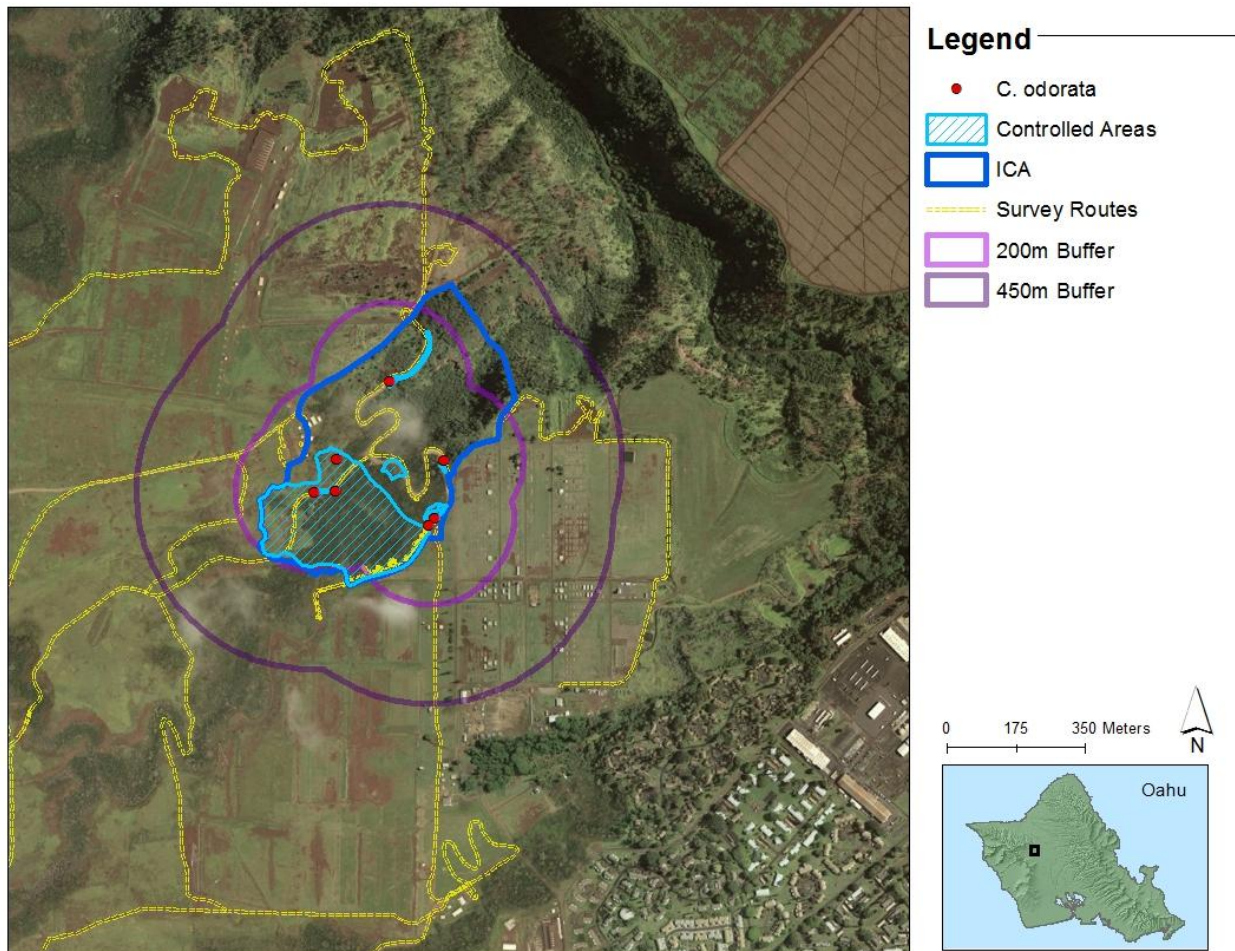 Legend
C. odorata
Controlled Areas
ICA
Survey Routes
200m Buffer
450m Buffer
0 175 350 Meters
N
Oahu